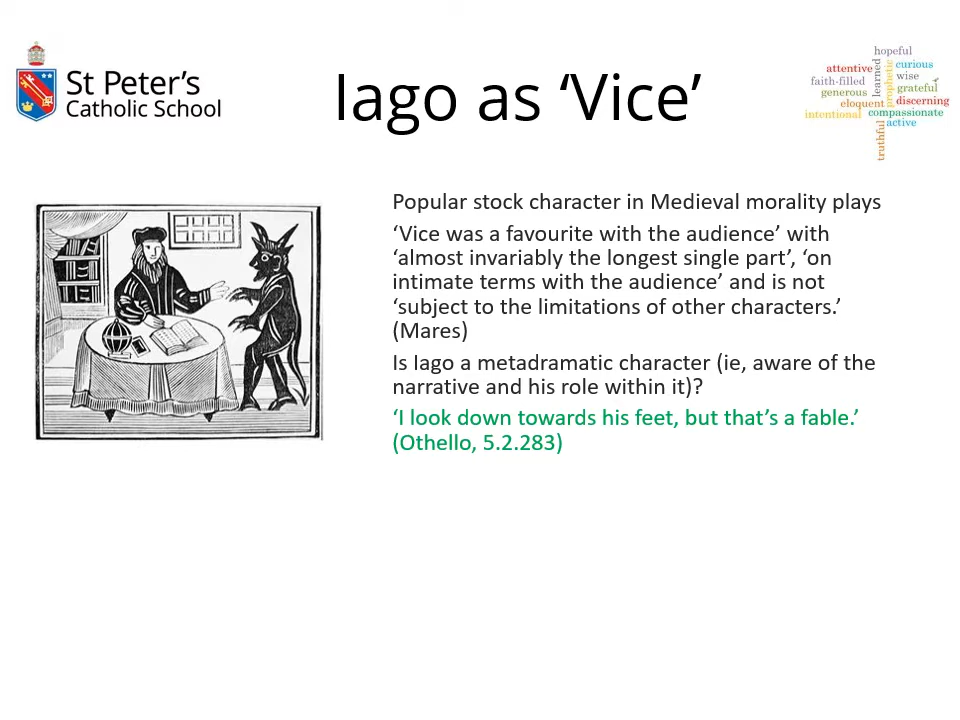 St Peter's
Catholic School
Iago as ‘Vice’
hopeful
attentive
curious
learned
prophetic
faith-filled
wise
generous
grateful
eloquent
discerning
intentional
compassionate
active
truthful
Popular stock character in Medieval morality plays
‘Vice was a favourite with the audience’ with
‘almost invariably the longest single part’, ‘on
intimate terms with the audience’ and is not
‘subject to the limitations of other characters.’
(Mares)
Is Iago a metadramatic character (ie, aware of the
narrative and his role within it)?
‘I look down towards his feet, but that’s a fable.’
(Othello, 5.2.283)